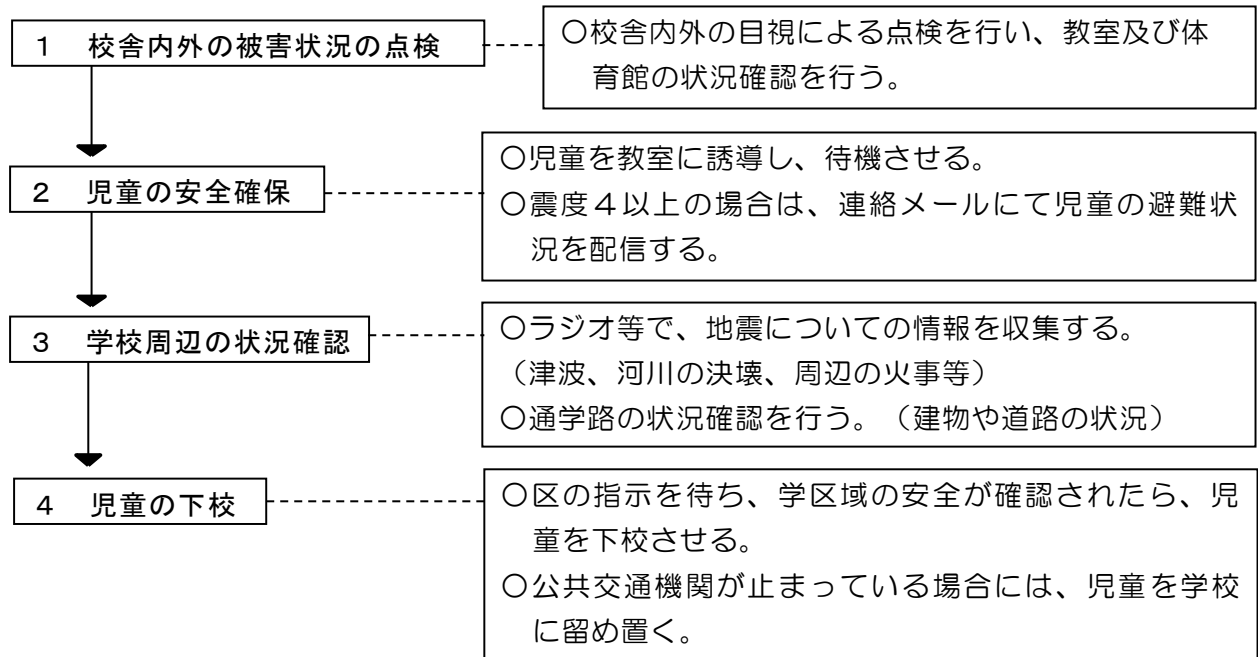 １　校舎内外の被害状況の点検
〇校舎内外の目視による点検を行い、教室及び体
育館の状況確認を行う。
２　児童の安全確保
〇児童を教室に誘導し、待機させる。
〇震度４以上の場合は、連絡メールにて児童の避難状
況を配信する。
３　学校周辺の状況確認
〇ラジオ等で、地震についての情報を収集する。
（津波、河川の決壊、周辺の火事等）
〇通学路の状況確認を行う。（建物や道路の状況）
４　児童の下校
〇区の指示を待ち、学区域の安全が確認されたら、児
童を下校させる。
〇公共交通機関が止まっている場合には、児童を学校
に留め置く。